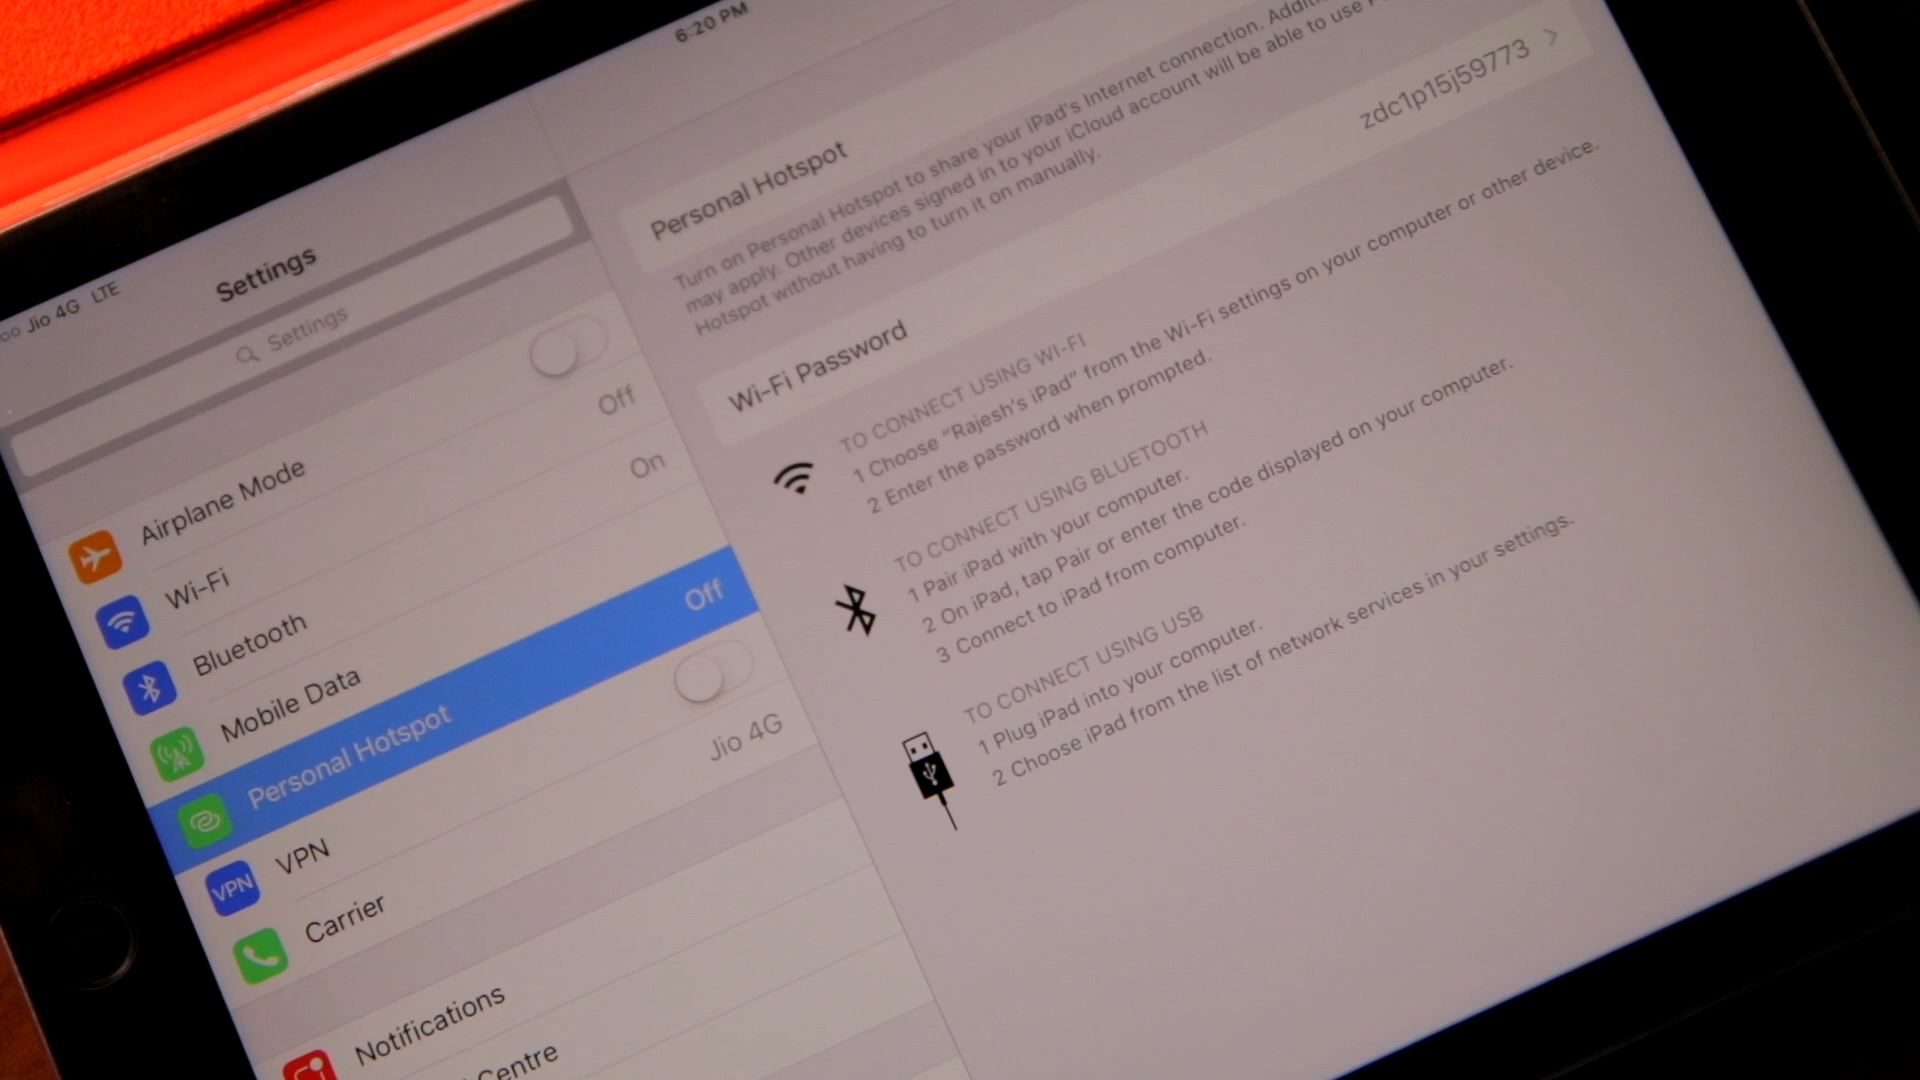 Jio 4G LTE
6:20 PM
Settings
Settings
Airplane Mode
Wi-Fi Off
Bluetooth On
Mobile Data
Personal Hotspot Off
VPN
VPN
Carrier Jio 4G
Notifications
Centre
Personal Hotspot
Turn on Personal Hotspot to share your iPad's Internet connection.
may apply. Other devices signed in to your iCloud account will be able to use
Hotspot without having to turn it on manually.
Wi-Fi Password zdc1p15j59773
TO CONNECT USING WI-FI
1 Choose “Rajesh's iPad” from the Wi-Fi settings on your computer or other device.
2 Enter the password when prompted.
TO CONNECT USING BLUETOOTH
1 Pair iPad with your computer.
2 On iPad, tap Pair or enter the code displayed on your computer.
3 Connect to iPad from computer.
TO CONNECT USING USB
1 Plug iPad into your computer.
2 Choose iPad from the list of network services in your settings.